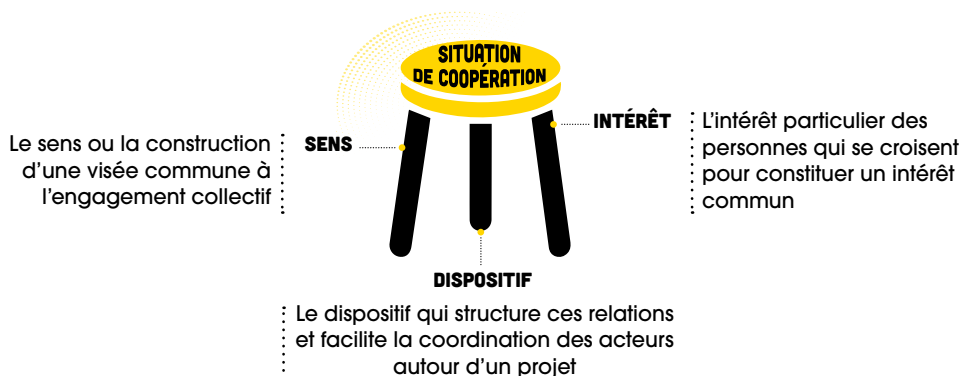 SITUATION
DE COOPÉRATION
SENS
Le sens ou la construction
d'une visée commune à
l'engagement collectif
INTÉRÊT
L'intérêt particulier des
personnes qui se croisent
pour constituer un intérêt
commun
DISPOSITIF
Le dispositif qui structure ces relations
et facilite la coordination des acteurs
autour d'un projet